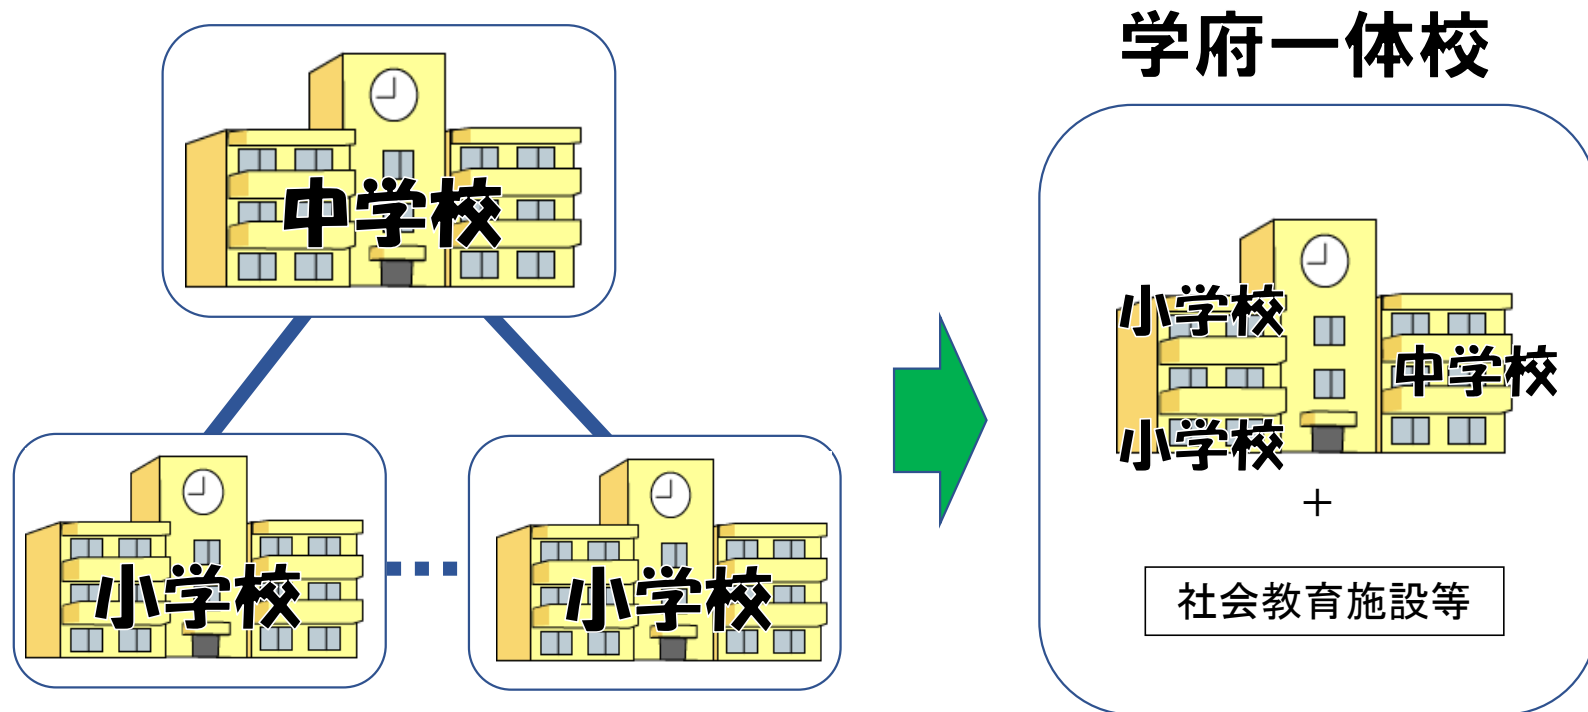 中学校
小学校
小学校
学府一体校
小学校
中学校
小学校
+
社会教育施設等